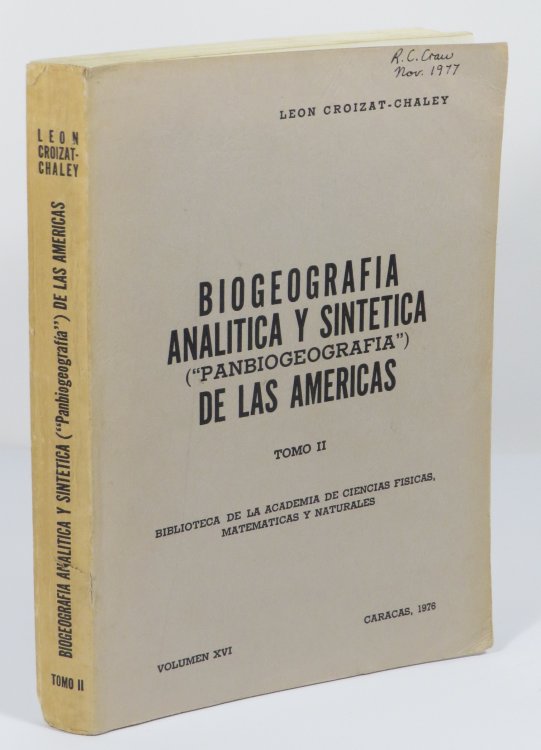 R. C. Craw
Nov. 1977
LEON CROIZAT-CHALEY
BIOGEOGRAFIA
ANALITICA Y SINTETICA
("PANBIOGEOGRAFIA")
DE LAS AMERICAS
TOMO II
BIBLIOTECA DE LA ACADEMIA DE CIENCIAS FISICAS,
MATEMATICAS Y NATURALES
CARACAS, 1976
VOLUMEN XVI
LEON
CROIZAT-
CHALEY
BIOGEOGRAFIA ANALITICA Y SINTETICA ("Panbiogeografía") DE LAS AMERICAS
TOMO II